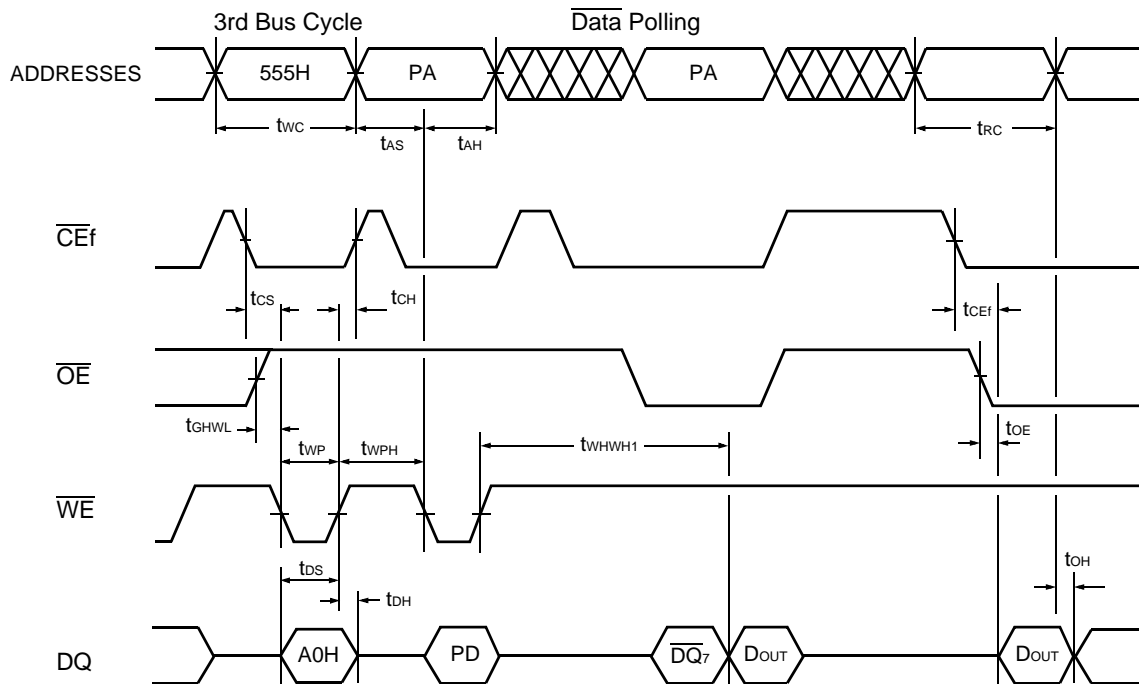 3rd Bus Cycle
Data Polling
ADDRESSES
555H
PA
PA
tWC
tAS
tAH
tRC
CEf
tCS
tCH
tCEf
OE
tGHWL
tWP
tWPH
tWHWH1
tOE
WE
tDS
tDH
tOH
DQ
A0H
PD
DQ7
DOUT
DOUT